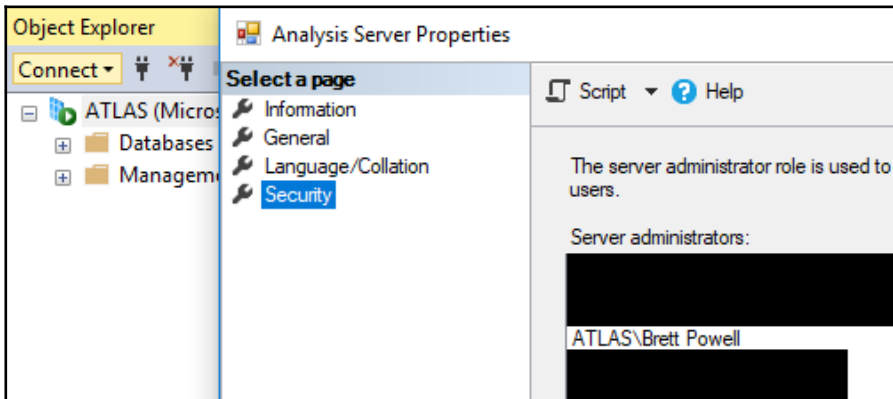 Object Explorer
Connect
ATLAS (Micros
Databases
Manageme
Analysis Server Properties
Select a page
Information
General
Language/Collation
Security
Script
Help
The server administrator role is used to
users.
Server administrators:
ATLAS\Brett Powell